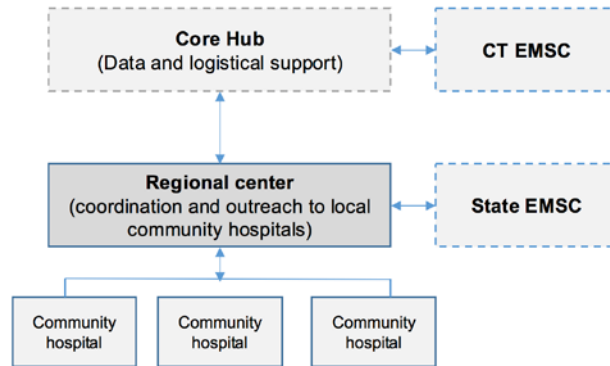 Core Hub
(Data and logistical support)
CT EMSC
Regional center
(coordination and outreach to local
community hospitals)
State EMSC
Community
hospital
Community
hospital
Community
hospital